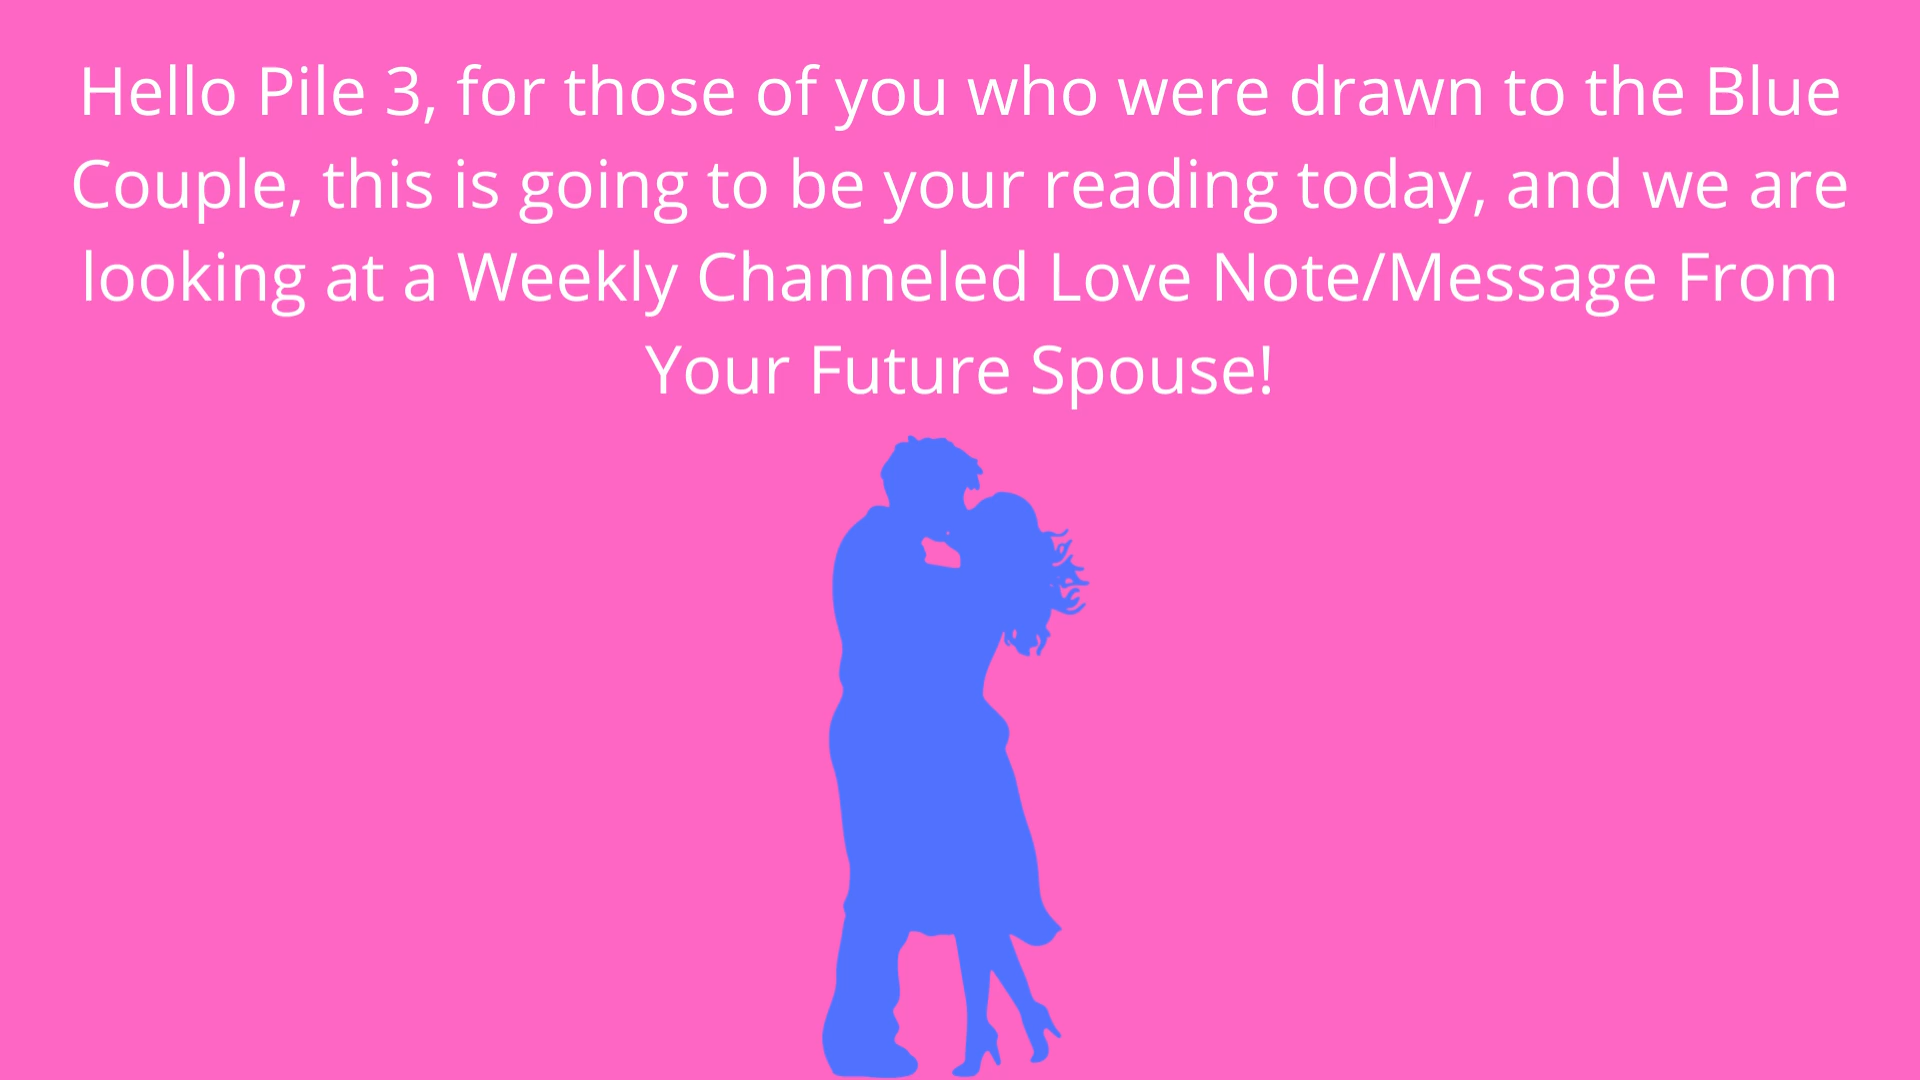 Hello Pile 3, for those of you who were drawn to the Blue
Couple, this is going to be your reading today, and we are
looking at a Weekly Channeled Love Note/Message From
Your Future Spouse!